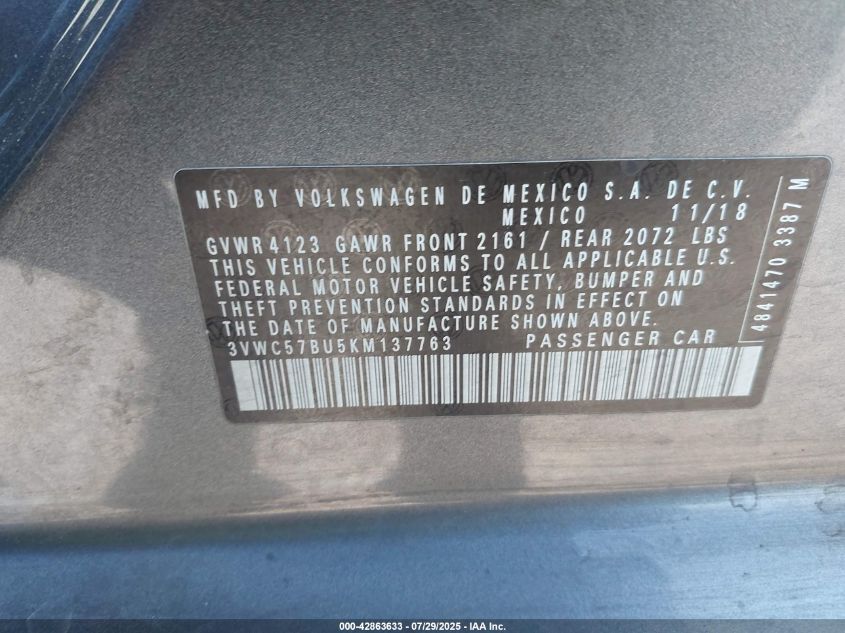 MFD BY VOLKSWAGEN DE MEXICO S.A. DE C.V.
MEXICO 11/18
GVWR 4123 GAWR FRONT 2161 / REAR 2072 LBS
THIS VEHICLE CONFORMS TO ALL APPLICABLE U.S.
FEDERAL MOTOR VEHICLE SAFETY, BUMPER AND
THEFT PREVENTION STANDARDS IN EFFECT ON
THE DATE OF MANUFACTURE SHOWN ABOVE.
3VWC57BU5KM137763 PASSENGER CAR
4841470 3387 M
000-42863633 - 07/29/2025 - IAA Inc.